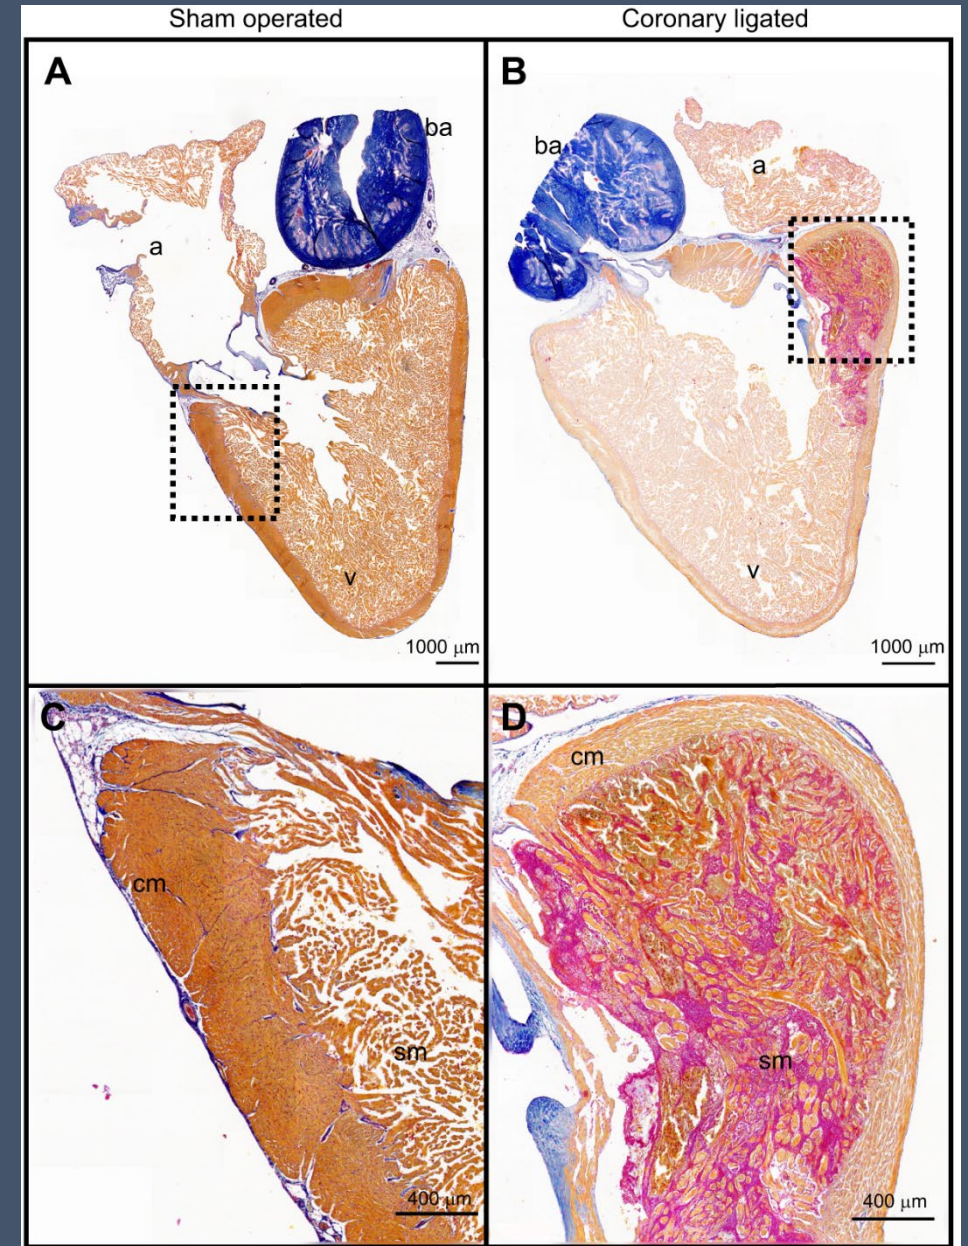 Sham operated
Coronary ligated
A
ba
a
v
1000 μm
B
ba
a
v
1000 μm
C
cm
sm
400 μm
D
cm
sm
400 μm